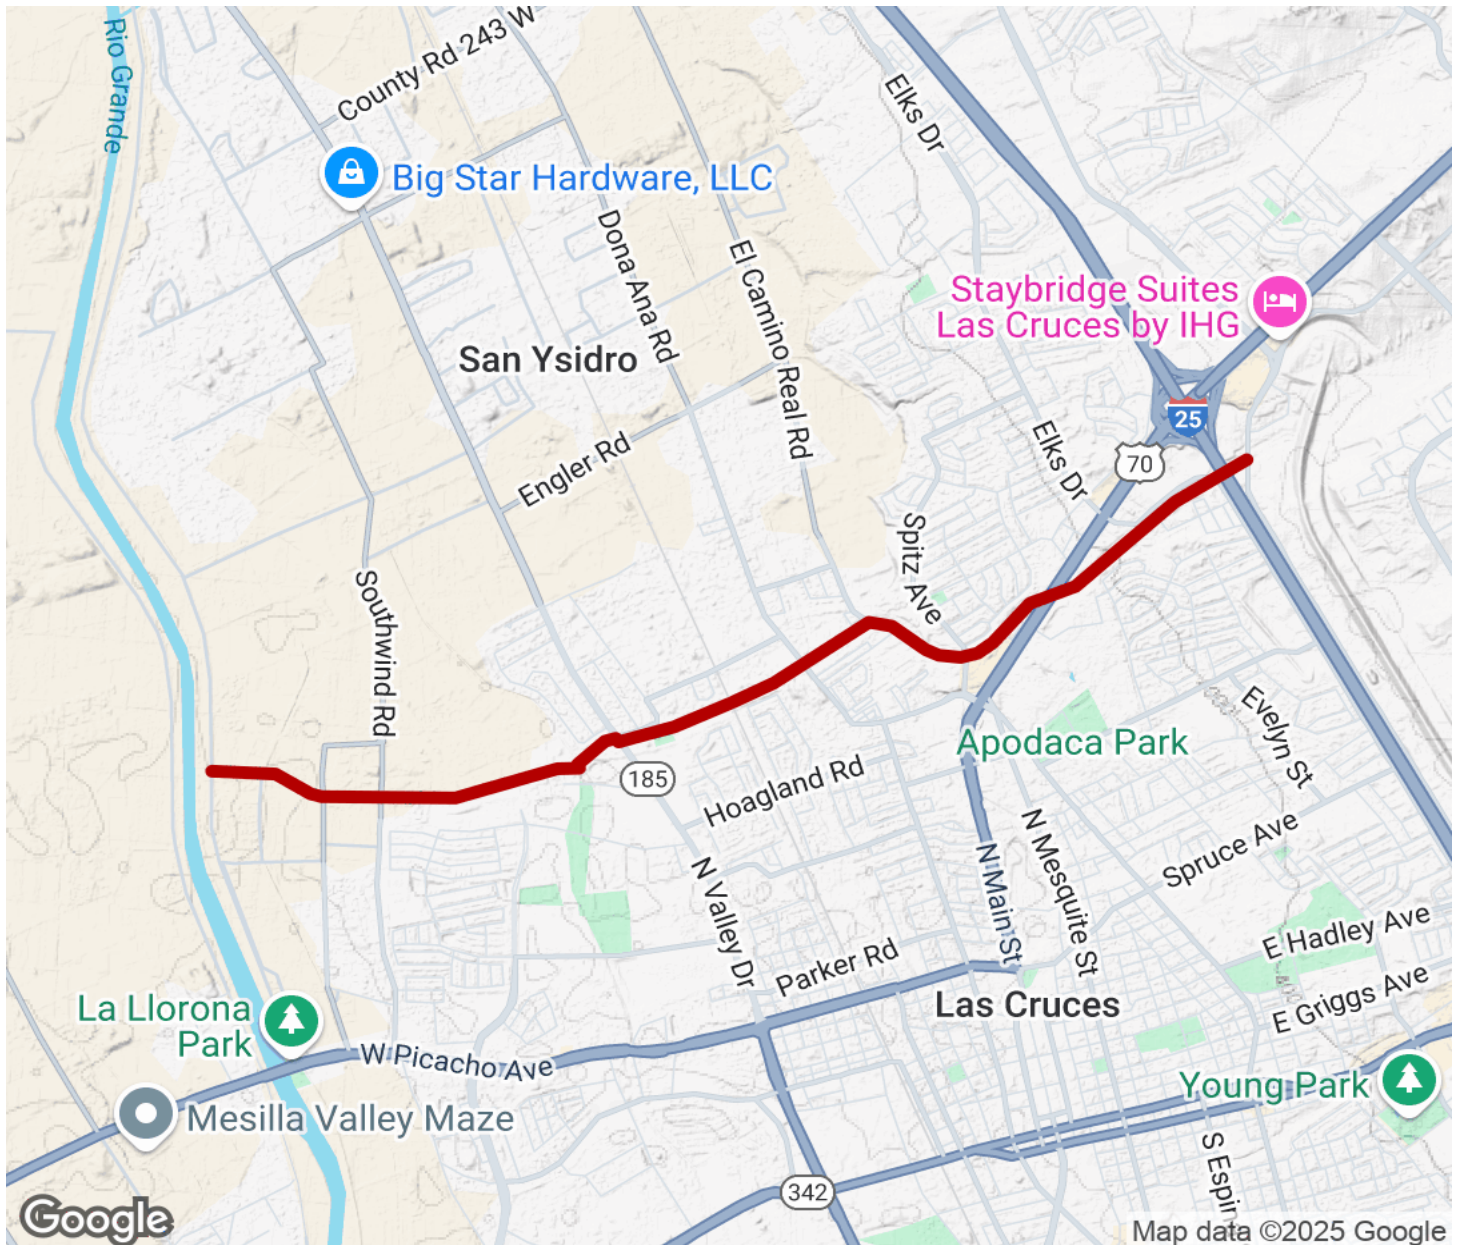 Rio Grande
County Rd 243 W
Elks Dr
Big Star Hardware, LLC
Dona Ana Rd
El Camino Real Rd
Staybridge Suites
Las Cruces by IHG
San Ysidro
25
Elks Dr
70
Engler Rd
Spitz Ave
Southwind Rd
Evelyn St
Apodaca Park
185
Hoagland Rd
N Mesquite St
Spruce Ave
N Main St
N Valley Dr
E Hadley Ave
Parker Rd
La Llorona
Park
Las Cruces
E Griggs Ave
W Picacho Ave
Young Park
Mesilla Valley Maze
S Espin
342
Google
Map data ©2025 Google